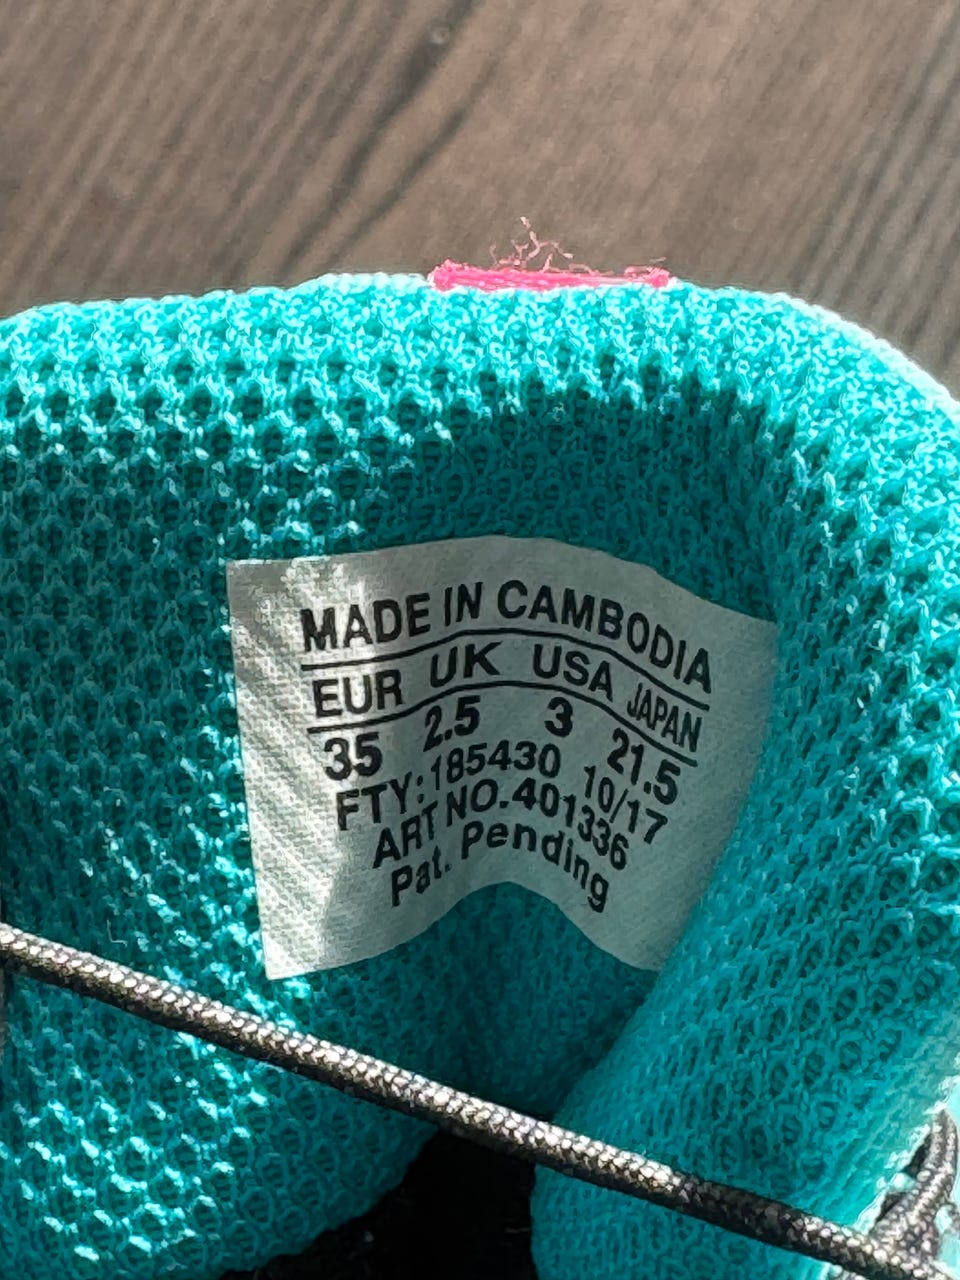 MADE IN CAMBODIA
EUR UK USA JAPAN
35 2.5 3 21.5
FTY:185430 10/17
ART NO.401336
Pat. Pending